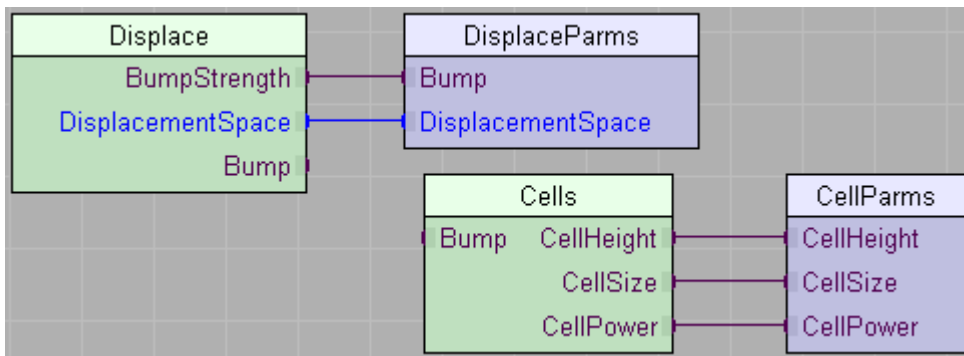 Displace
BumpStrength
DisplacementSpace
Bump
DisplaceParms
Bump
DisplacementSpace
Cells
Bump CellHeight
CellSize
CellPower
CellParms
CellHeight
CellSize
CellPower